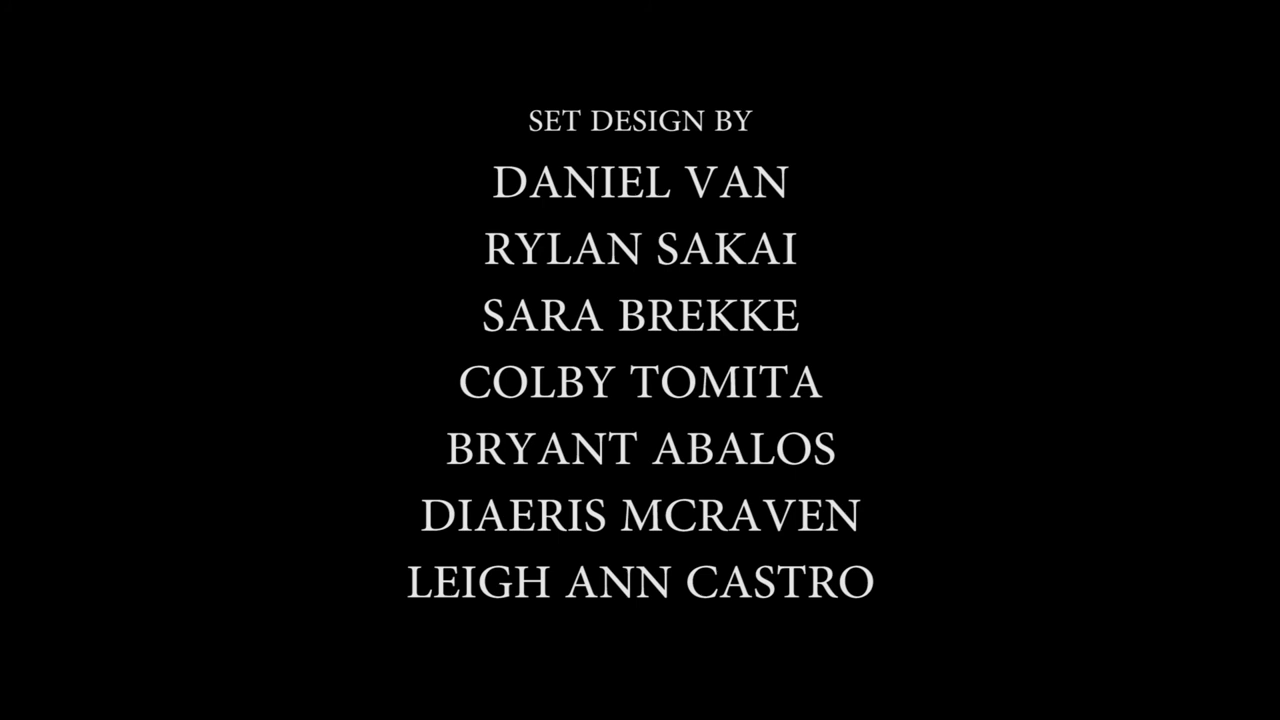 SET DESIGN BY
DANIEL VAN
RYLAN SAKAI
SARA BREKKE
COLBY TOMITA
BRYANT ABALOS
DIAERIS MCRAVEN
LEIGH ANN CASTRO